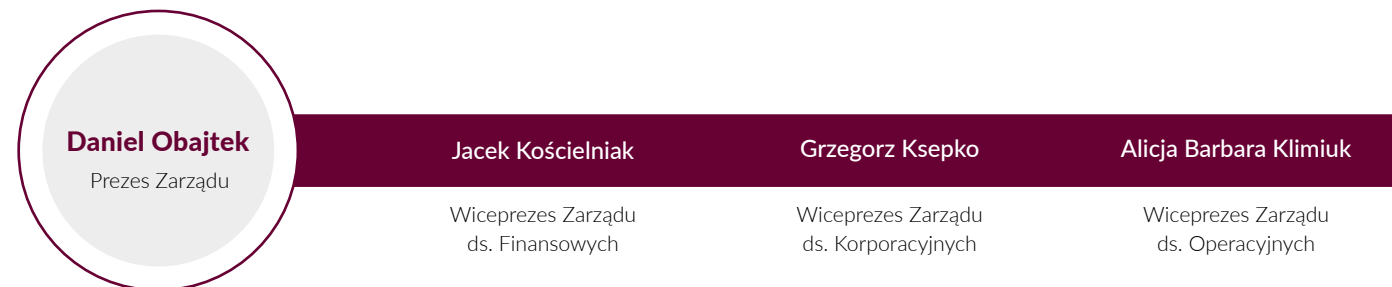 Daniel Obajtek
Prezes Zarządu
Jacek Kościelniak
Wiceprezes Zarządu
ds. Finansowych
Grzegorz Ksepko
Wiceprezes Zarządu
ds. Korporacyjnych
Alicja Barbara Klimiuk
Wiceprezes Zarządu
ds. Operacyjnych